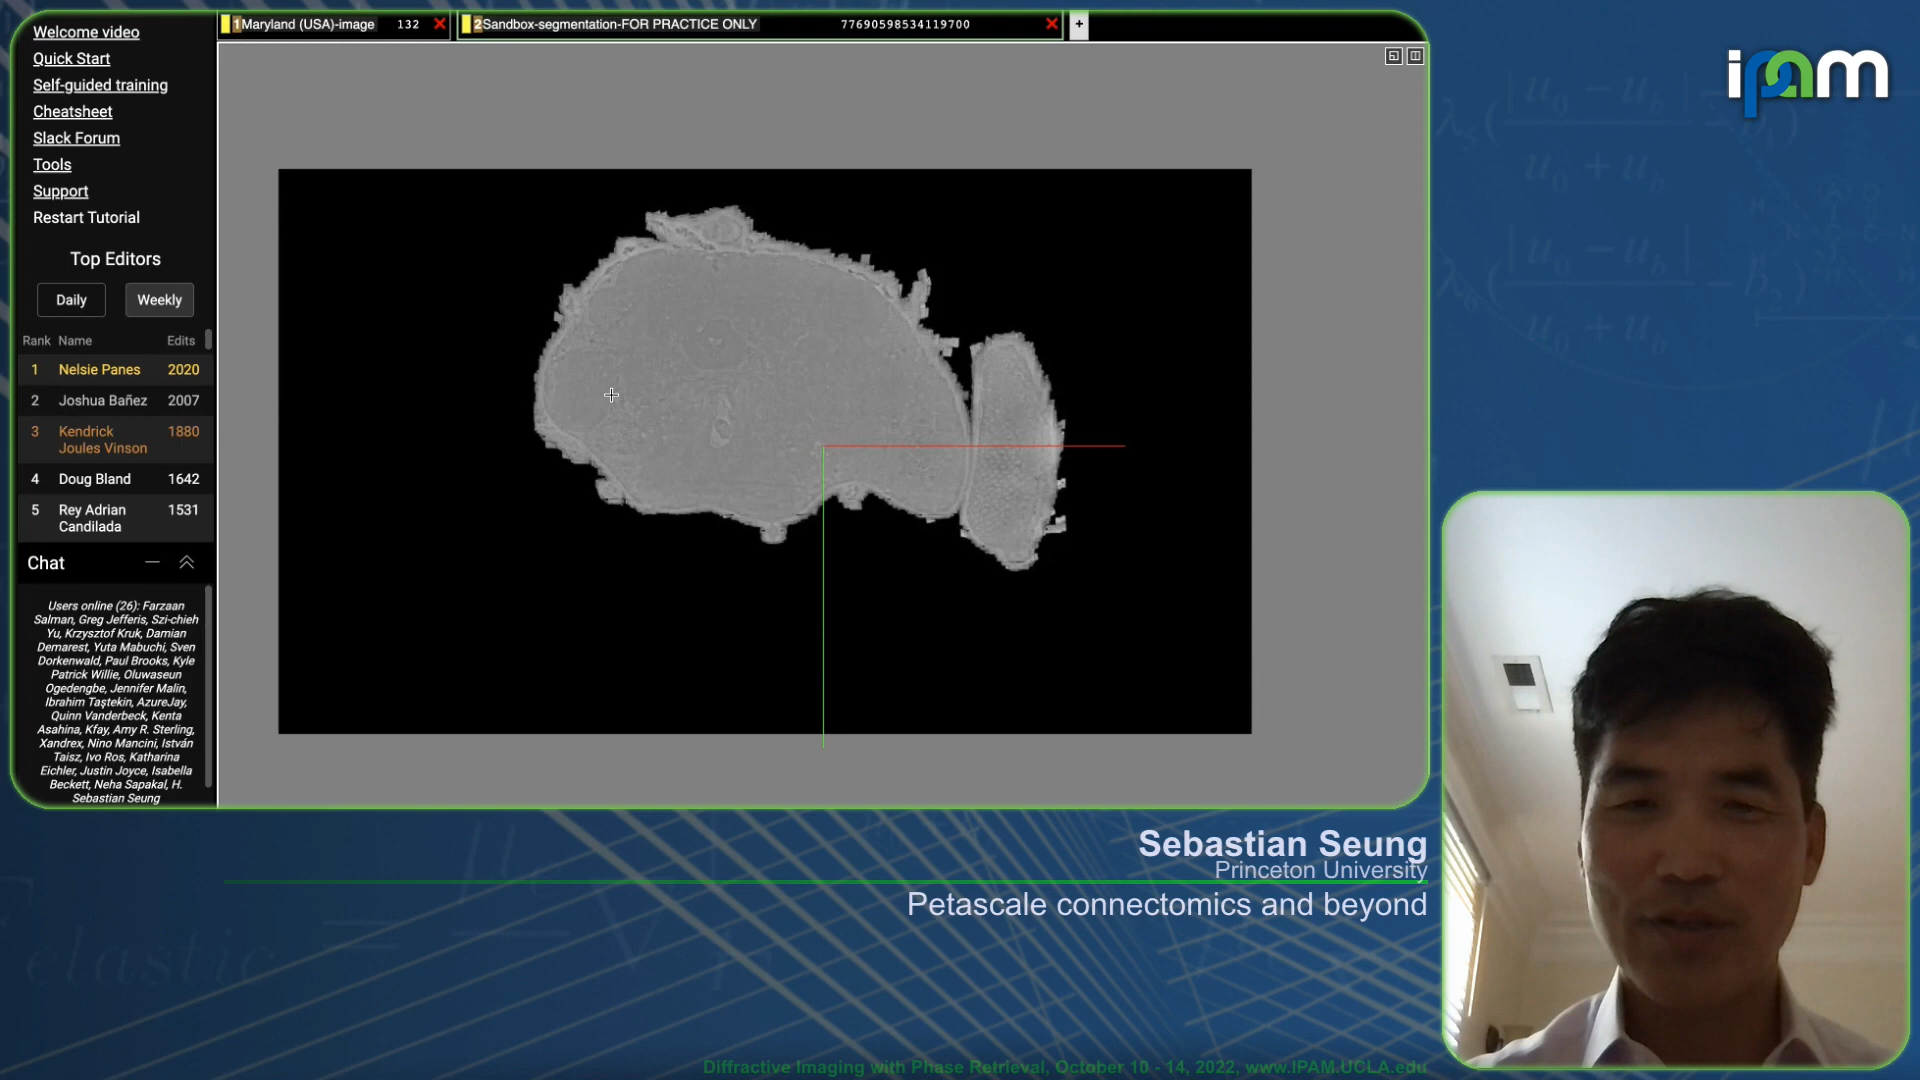 Welcome video
Quick Start
Self-guided training
Cheatsheet
Slack Forum
Tools
Support
Restart Tutorial
Top Editors
Daily Weekly
Rank Name Edits
1 Nelsie Panes 2020
2 Joshua Bañez 2007
3 Kendrick Joules Vinson 1880
4 Doug Bland 1642
5 Rey Adrian Candilada 1531
Chat
Users online (26): Farzaan
Salman, Greg Jefferis, Szi-chieh
Yu, Krzysztof Kruk, Damian
Demarest, Yuta Mabuchi, Sven
Dorkenwald, Paul Brooks, Kyle
Patrick Willie, Oluwaseun
Ogedengbe, Jennifer Malin,
Ibrahim Taştekin, AzureJay,
Quinn Vanderbeck, Kenta
Asahina, Kfay, Amy R. Sterling,
Xandrex, Nino Mancini, István
Taisz, Ivo Ros, Katharina
Eichler, Justin Joyce, Isabella
Beckett, Neha Sapakal, H.
Sebastian Seung
1 Maryland (USA)-image 132
2 Sandbox-segmentation-FOR PRACTICE ONLY 77690598534119700
+
ipam
Sebastian Seung
Princeton University
Petascale connectomics and beyond
Diffractive Imaging with Phase Retrieval, October 10 - 14, 2022, www.IPAM.UCLA.edu
elastic